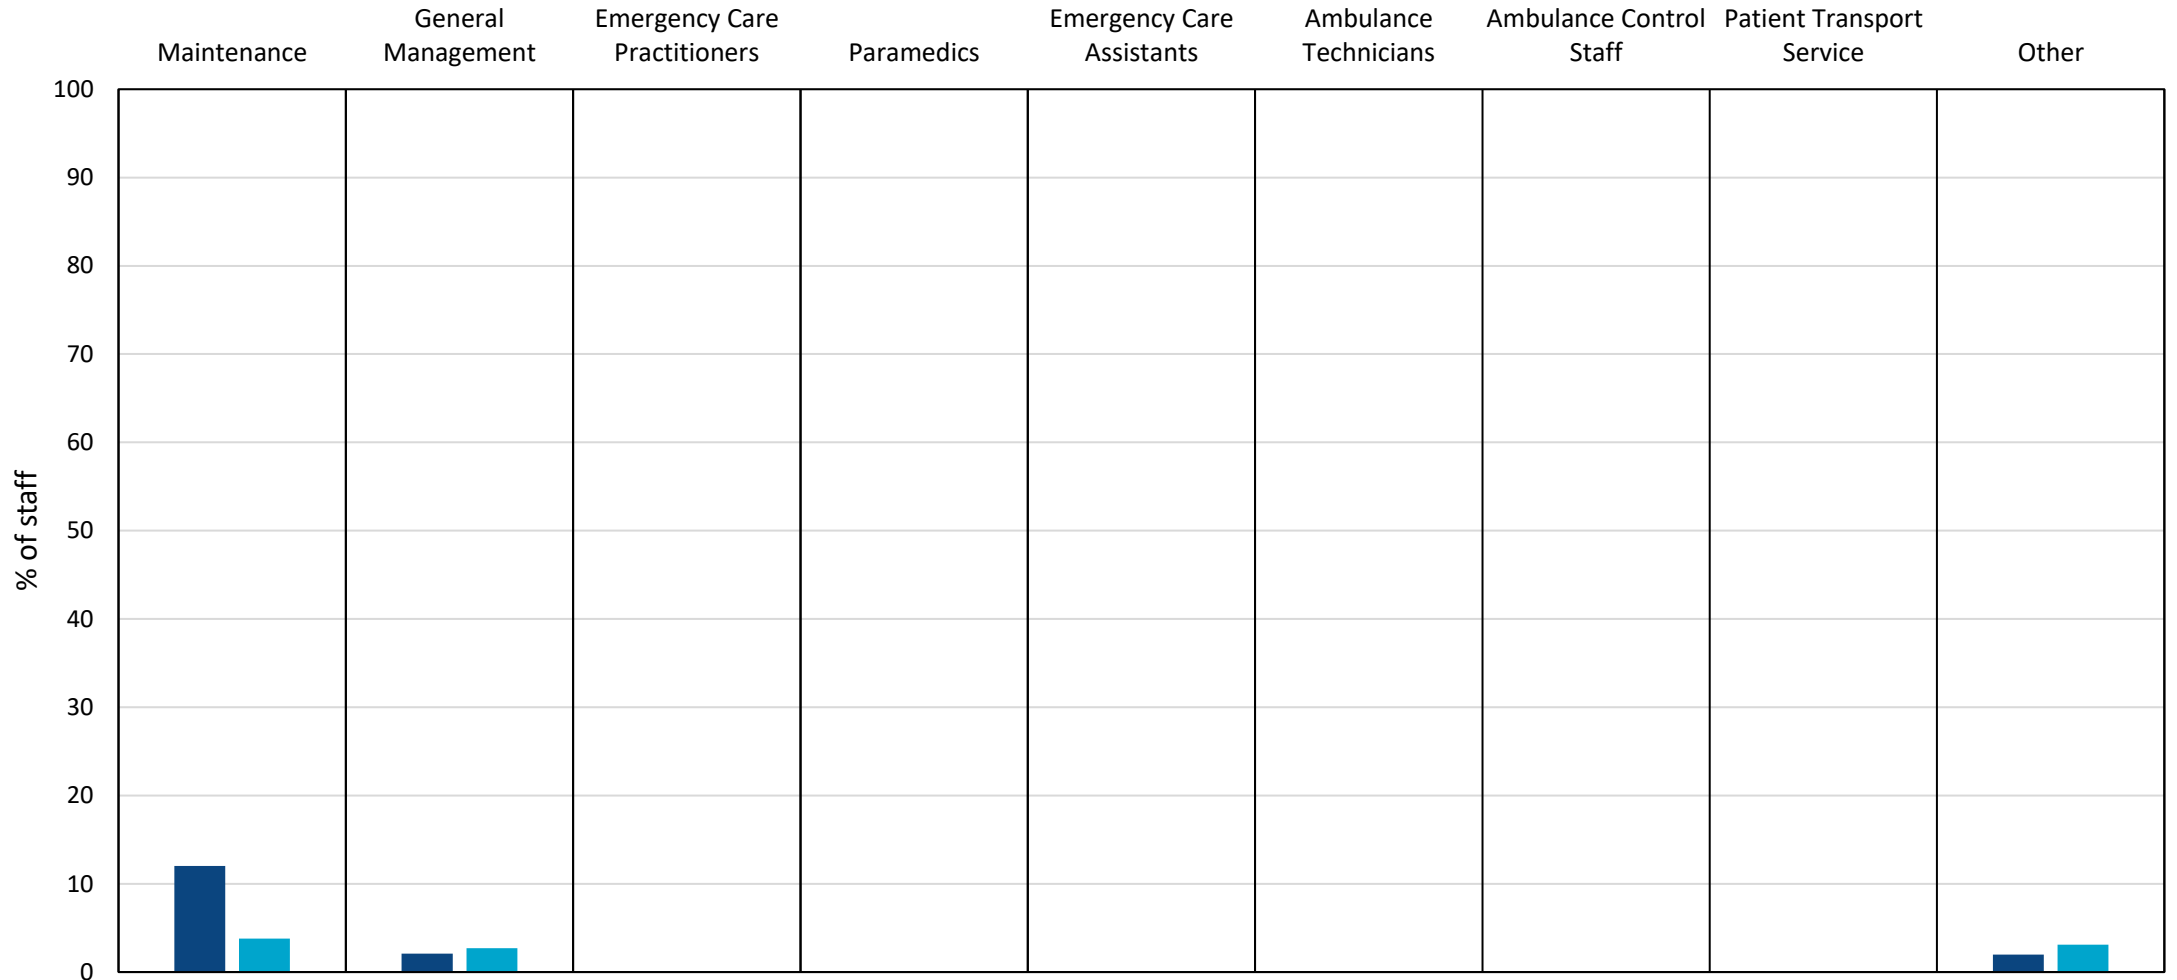 Maintenance
General
Management
Emergency Care
Practitioners
Paramedics
Emergency Care
Assistants
Ambulance
Technicians
Ambulance Control
Staff
Patient Transport
Service
Other
100
90
80
70
60
50
40
30
20
10
0
% of staff